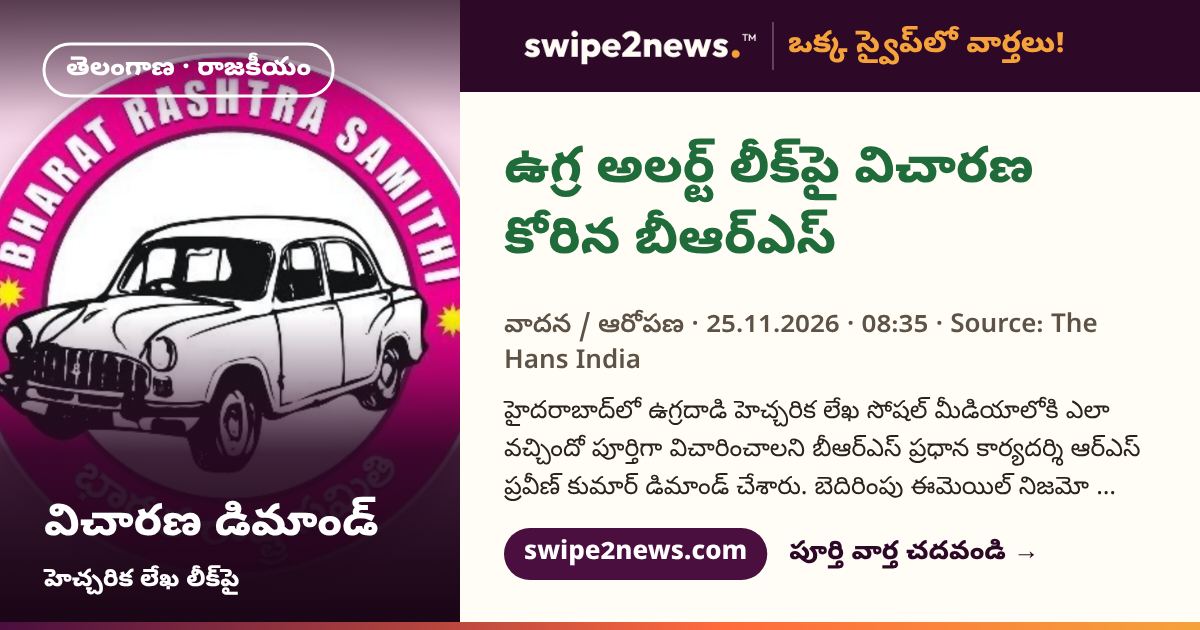 తెలంగాణ · రాజకీయం
BHARAT RASHTRA SAMITHI
విచారణ డిమాండ్
హెచ్చరిక లేఖ లీక్‌పై
swipe2news.™
ఒక్క స్వైప్‌లో వార్తలు!
ఉగ్ర అలర్ట్ లీక్‌పై విచారణ
కోరిన బీఆర్ఎస్
వాదన / ఆరోపణ · 25.11.2026 · 08:35 · Source: The
Hans India
హైదరాబాద్‌లో ఉగ్రదాడి హెచ్చరిక లేఖ సోషల్ మీడియాలోకి ఎలా
వచ్చిందో పూర్తిగా విచారించాలని బీఆర్ఎస్ ప్రధాన కార్యదర్శి ఆర్ఎస్
ప్రవీణ్ కుమార్ డిమాండ్ చేశారు. బెదిరింపు ఈమెయిల్ నిజమో ...
swipe2news.com
పూర్తి వార్త చదవండి →